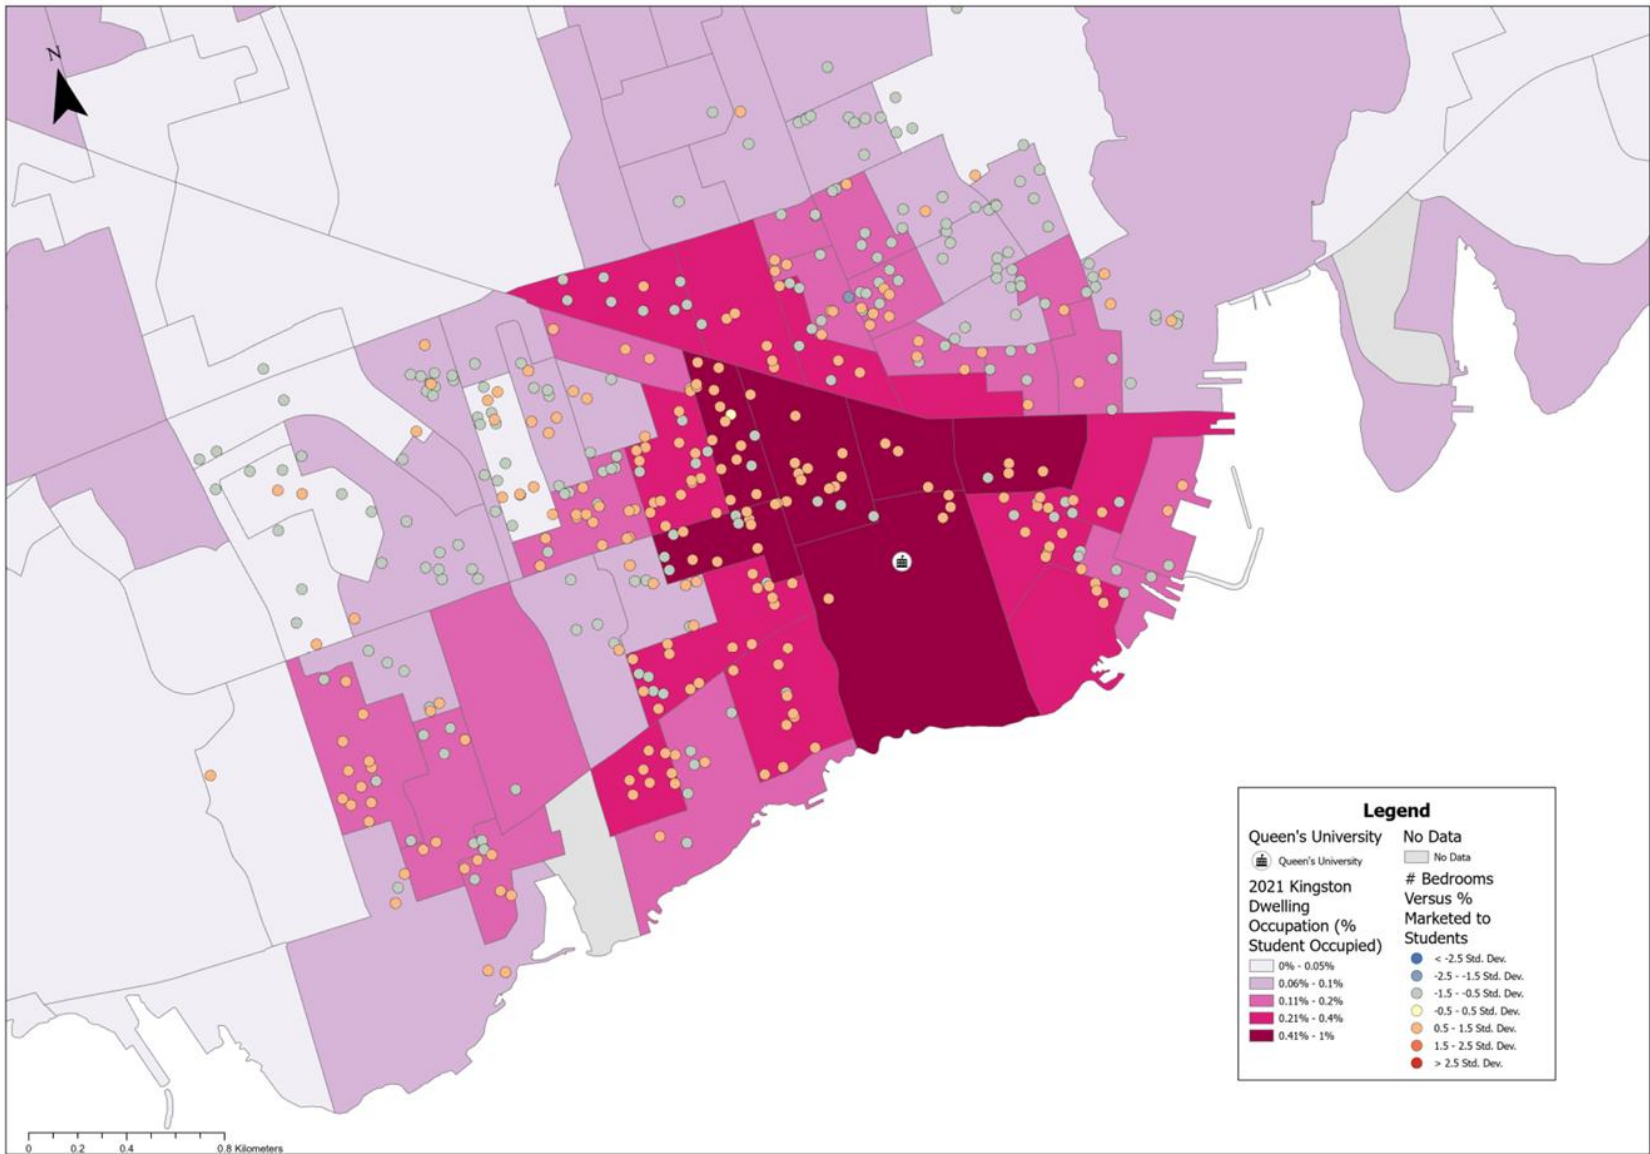 N
Legend
Queen's University
Queen's University
2021 Kingston
Dwelling
Occupation (%
Student Occupied)
0% - 0.05%
0.06% - 0.1%
0.11% - 0.2%
0.21% - 0.4%
0.41% - 1%
No Data
No Data
# Bedrooms
Versus %
Marketed to
Students
< -2.5 Std. Dev.
-2.5 - -1.5 Std. Dev.
-1.5 - -0.5 Std. Dev.
-0.5 - 0.5 Std. Dev.
0.5 - 1.5 Std. Dev.
1.5 - 2.5 Std. Dev.
> 2.5 Std. Dev.
0 0.2 0.4 0.8 Kilometers